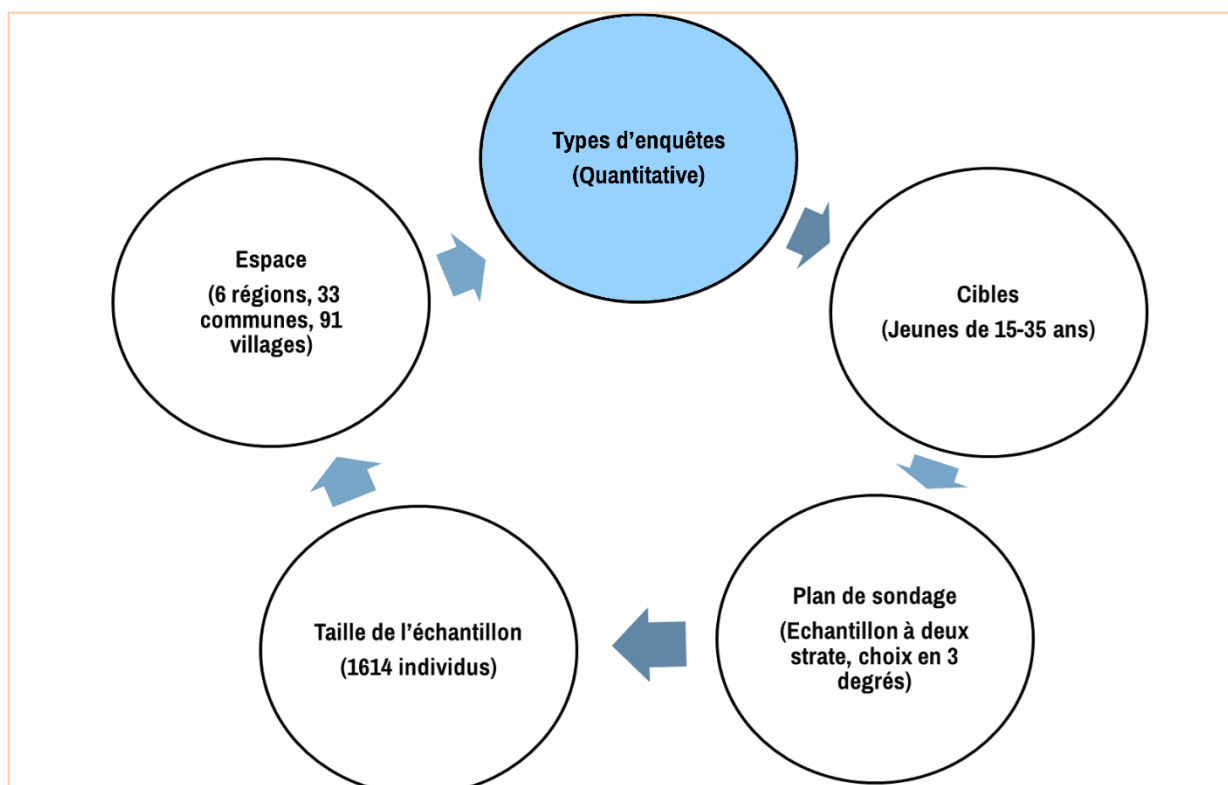 Types d’enquêtes
(Quantitative)
Cibles
(Jeunes de 15-35 ans)
Plan de sondage
(Echantillon à deux
strate, choix en 3
degrés)
Taille de l’échantillon
(1614 individus)
Espace
(6 régions, 33
communes, 91
villages)